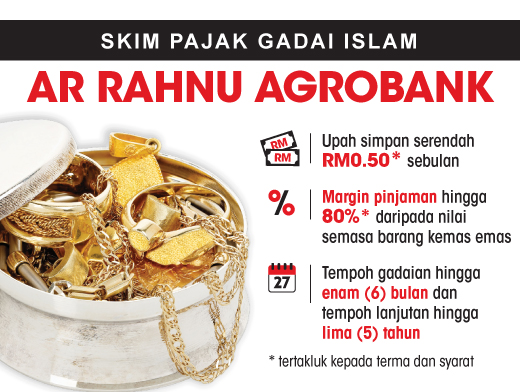 SKIM PAJAK GADAI ISLAM
AR RAHNU AGROBANK
RM
RM
Upah simpan serendah
RM0.50* sebulan
%
Margin pinjaman hingga
80%* daripada nilai
semasa barang kemas emas
27
Tempoh gadaian hingga
enam (6) bulan dan
tempoh lanjutan hingga
lima (5) tahun
* tertakluk kepada terma dan syarat